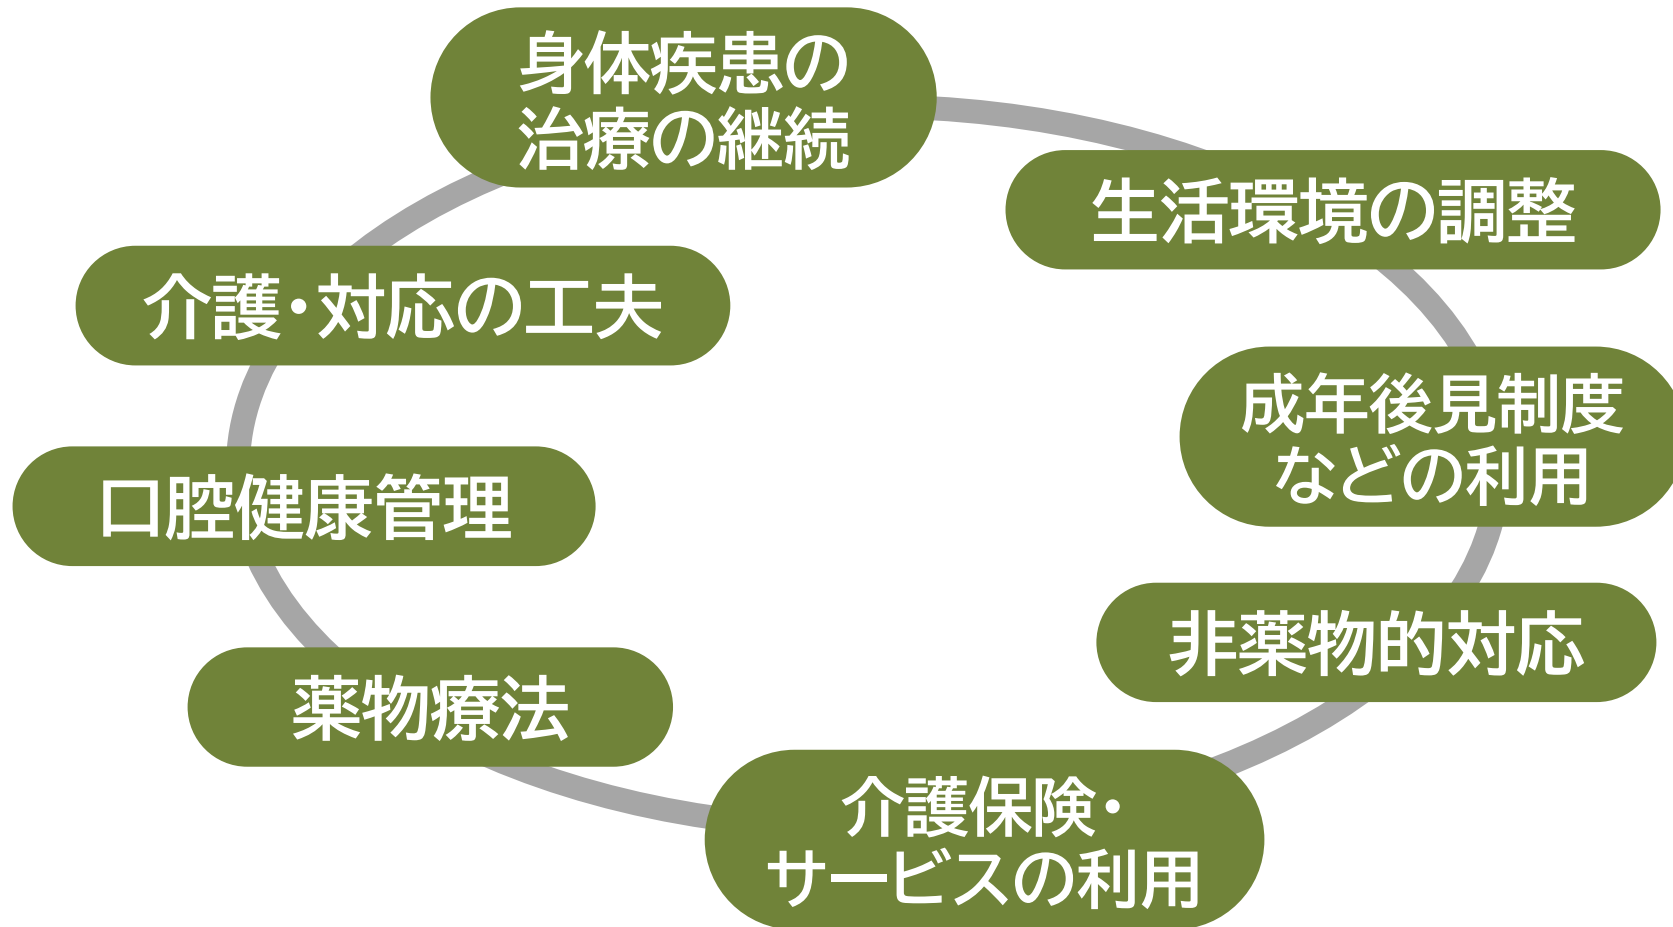 身体疾患の
治療の継続
生活環境の調整
介護・対応の工夫
成年後見制度
などの利用
口腔健康管理
非薬物的対応
薬物療法
介護保険・
サービスの利用